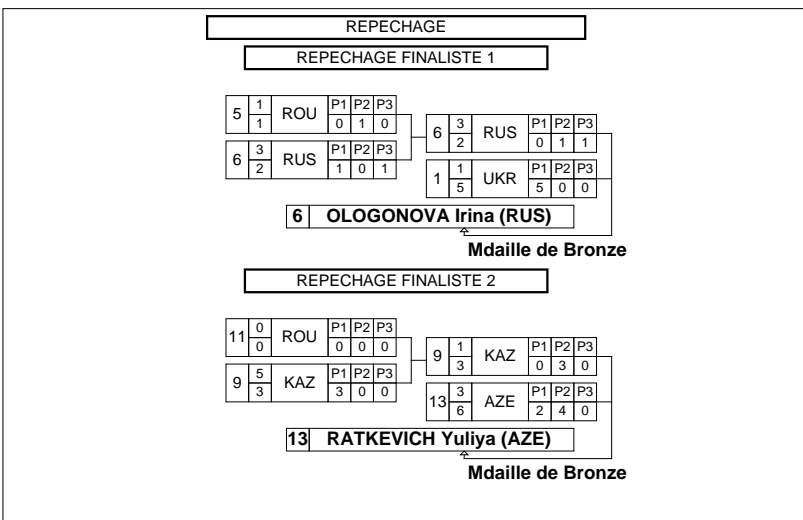 REPECHAGE
REPECHAGE FINALISTE 1
5 1 1 ROU P1 P2 P3 0 1 0
6 3 2 RUS P1 P2 P3 1 0 1
6 3 2 RUS P1 P2 P3 0 1 1
1 1 5 UKR P1 P2 P3 5 0 0
6 OLOGONOVA Irina (RUS)
Mdaille de Bronze
REPECHAGE FINALISTE 2
11 0 0 ROU P1 P2 P3 0 0 0
9 5 3 KAZ P1 P2 P3 3 0 0
9 1 3 KAZ P1 P2 P3 0 3 0
13 3 6 AZE P1 P2 P3 2 4 0
13 RATKEVICH Yuliya (AZE)
Mdaille de Bronze